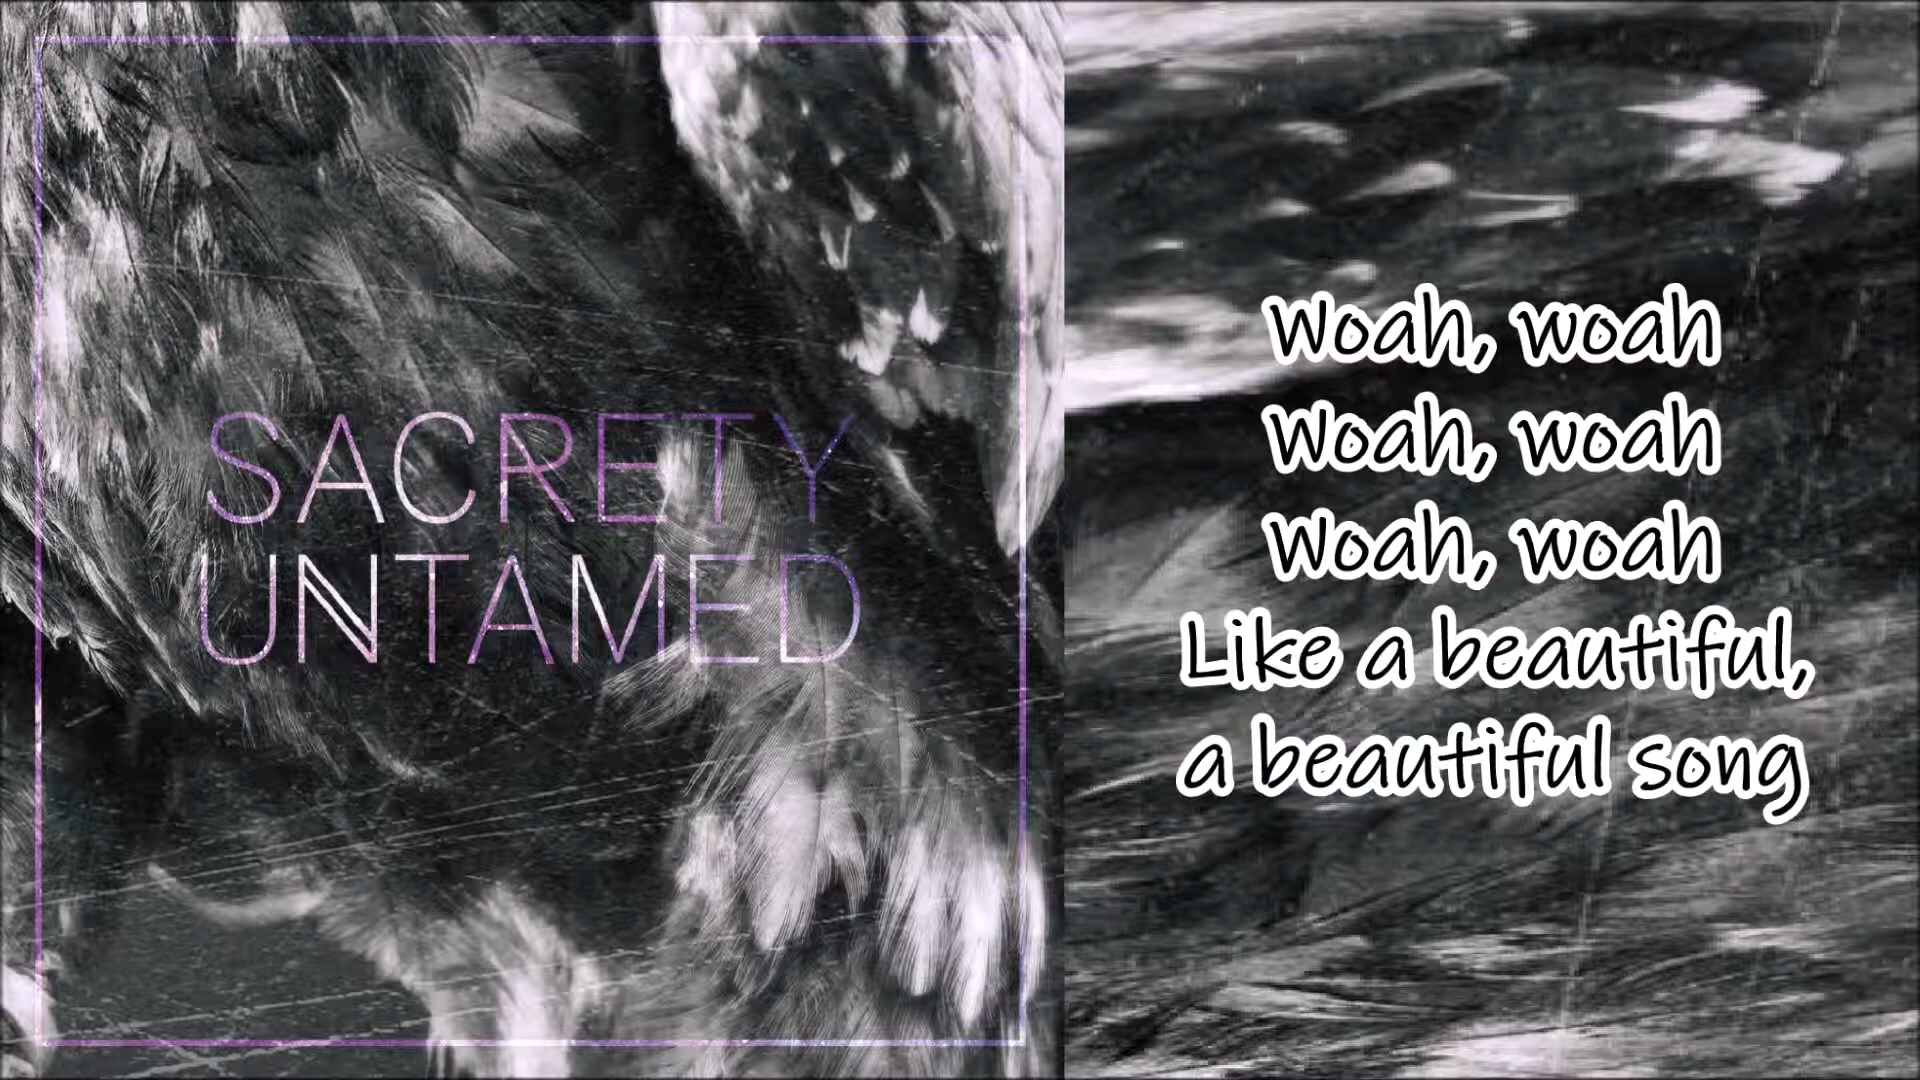 SACRETY
UNTAMED
Woah, woah
Woah, woah
Woah, woah
Like a beautiful,
a beautiful song